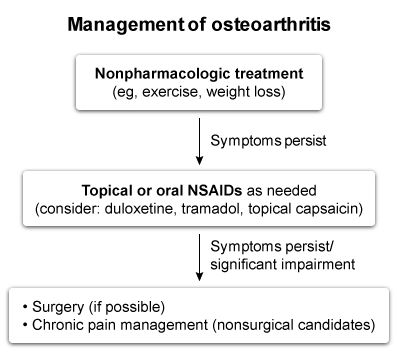 Management of osteoarthritis
Nonpharmacologic treatment
(eg, exercise, weight loss)
Symptoms persist
Topical or oral NSAIDs as needed
(consider: duloxetine, tramadol, topical capsaicin)
Symptoms persist/
significant impairment
• Surgery (if possible)
• Chronic pain management (nonsurgical candidates)